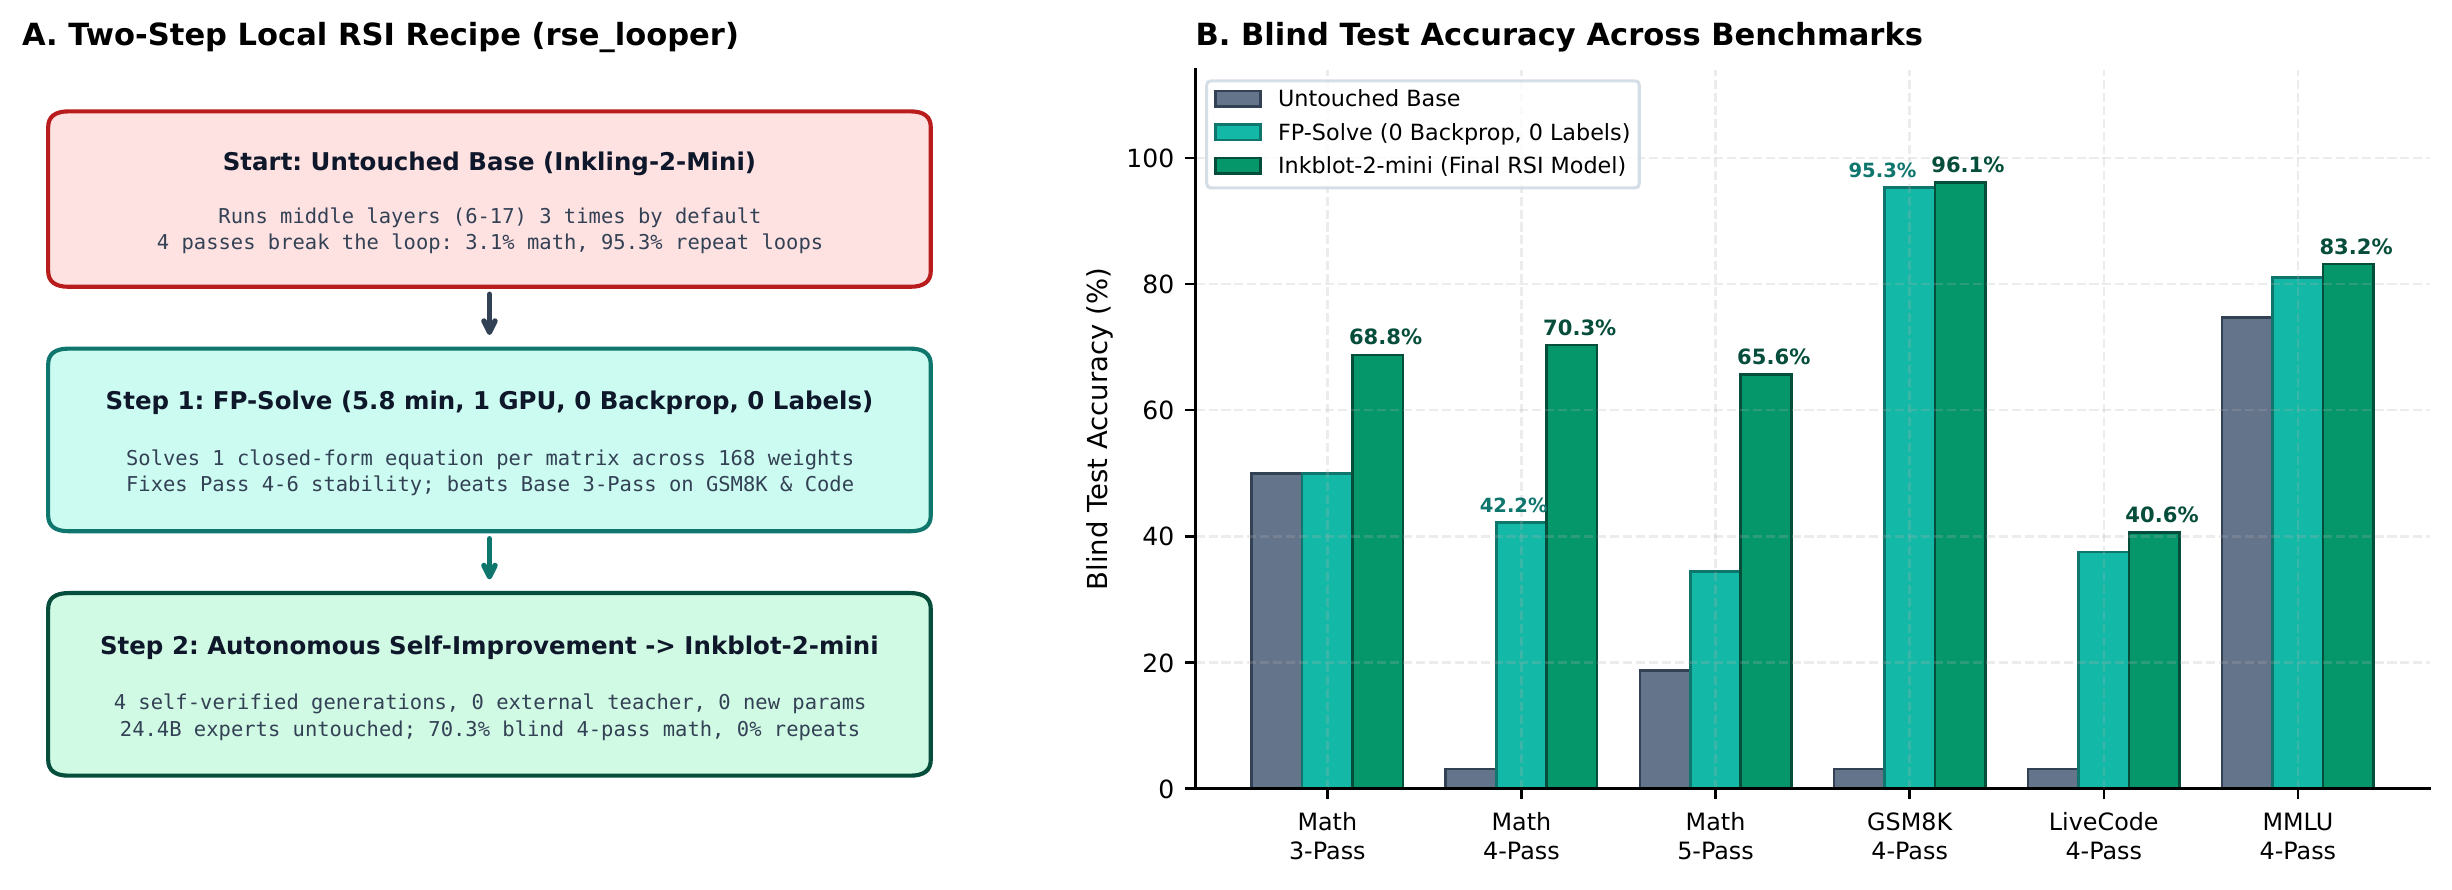 A. Two-Step Local RSI Recipe (rse_looper)
Start: Untouched Base (Inkling-2-Mini)
Runs middle layers (6-17) 3 times by default
4 passes break the loop: 3.1% math, 95.3% repeat loops
Step 1: FP-Solve (5.8 min, 1 GPU, 0 Backprop, 0 Labels)
Solves 1 closed-form equation per matrix across 168 weights
Fixes Pass 4-6 stability; beats Base 3-Pass on GSM8K & Code
Step 2: Autonomous Self-Improvement -> Inkblot-2-mini
4 self-verified generations, 0 external teacher, 0 new params
24.4B experts untouched; 70.3% blind 4-pass math, 0% repeats
B. Blind Test Accuracy Across Benchmarks
Untouched Base
FP-Solve (0 Backprop, 0 Labels)
Inkblot-2-mini (Final RSI Model)
Blind Test Accuracy (%)
100
80
60
40
20
0
68.8%
42.2%
70.3%
65.6%
95.3%
96.1%
40.6%
83.2%
Math
3-Pass
Math
4-Pass
Math
5-Pass
GSM8K
4-Pass
LiveCode
4-Pass
MMLU
4-Pass